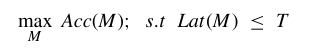 max Acc(M);  s.t  Lat(M) ≤ T
M